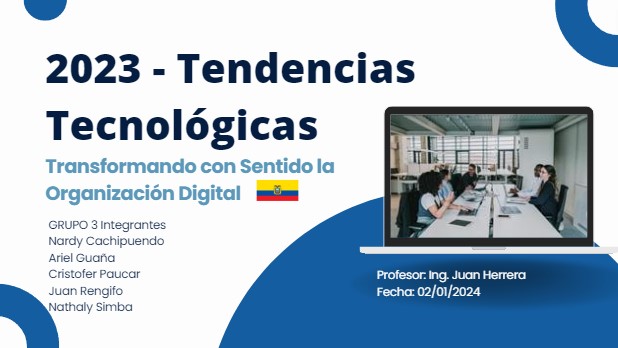 2023 - Tendencias
Tecnológicas
Transformando con Sentido la
Organización Digital
GRUPO 3 Integrantes
Nardy Cachipuendo
Ariel Guaña
Cristofer Paucar
Juan Rengifo
Nathaly Simba
Profesor: Ing. Juan Herrera
Fecha: 02/01/2024